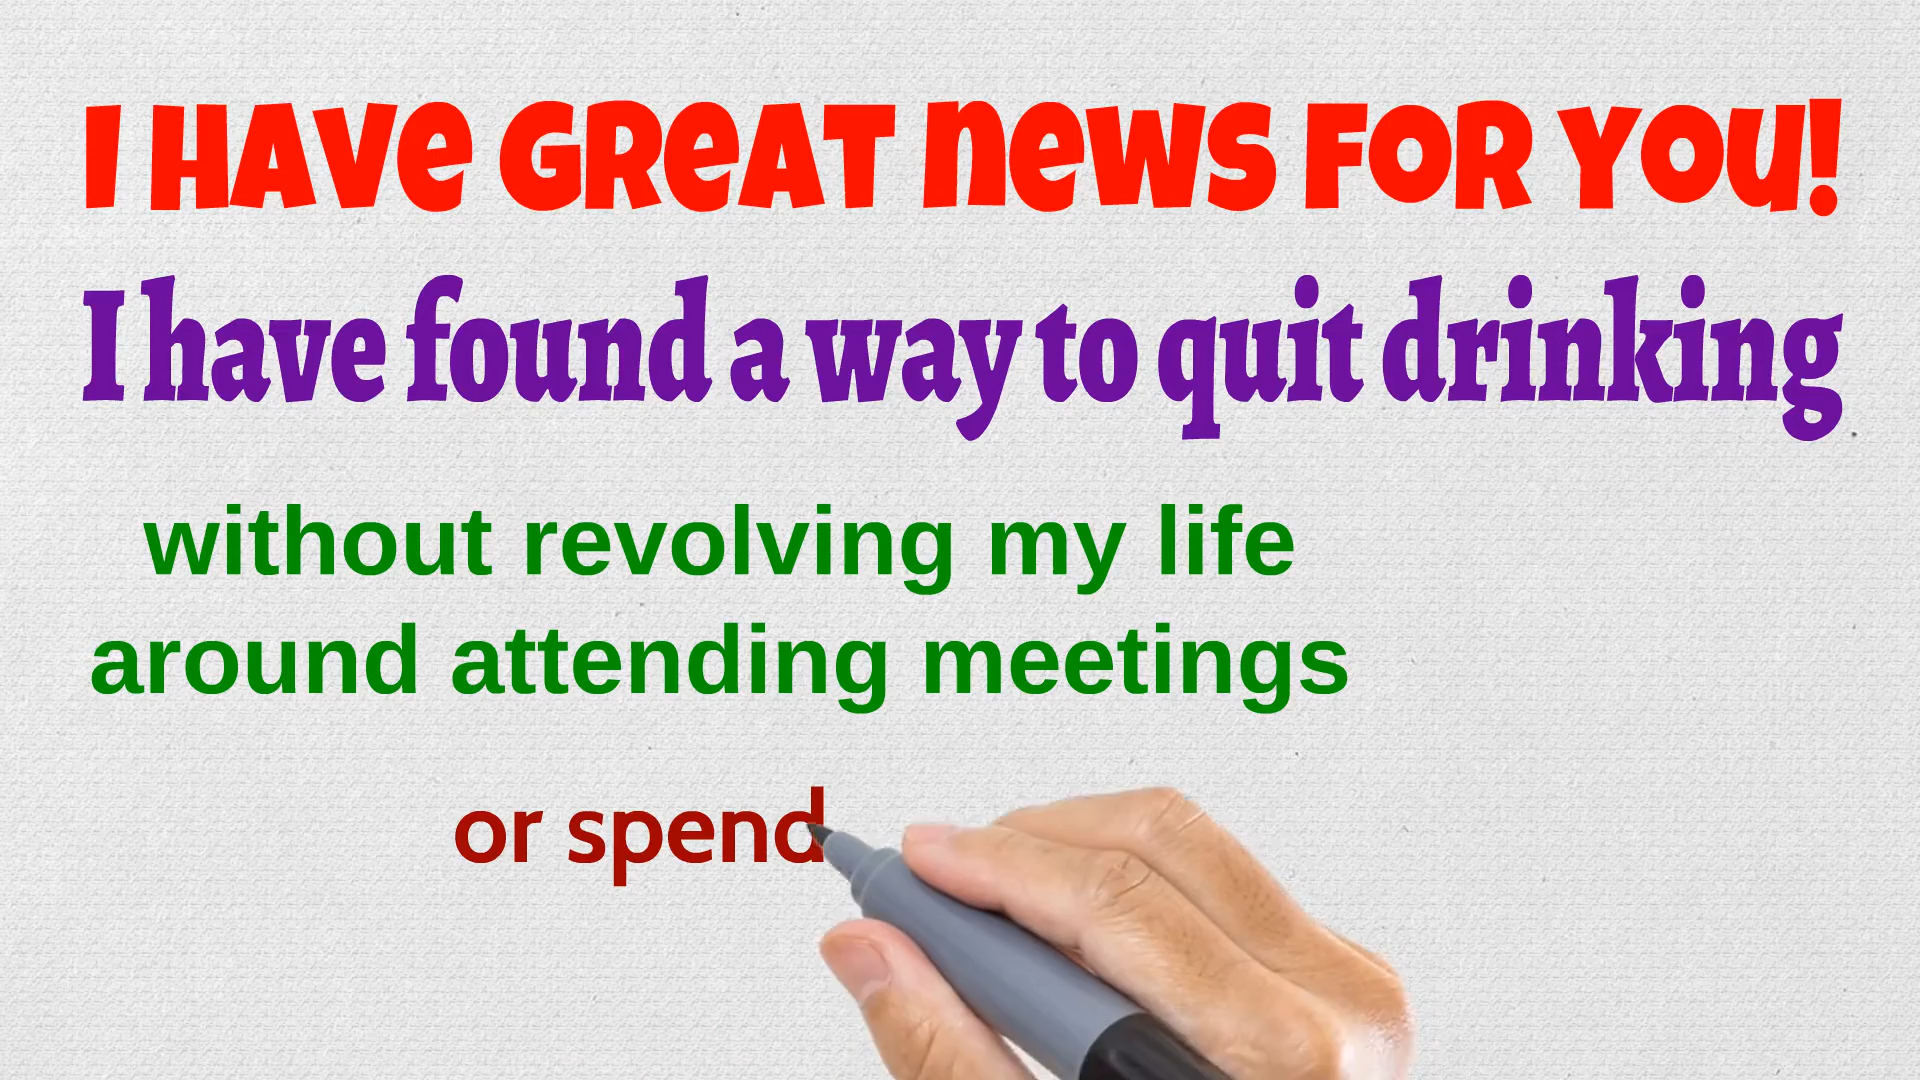 I HAVE GREAT NEWS FOR YOU!
I have found a way to quit drinking
without revolving my life
around attending meetings
or spend